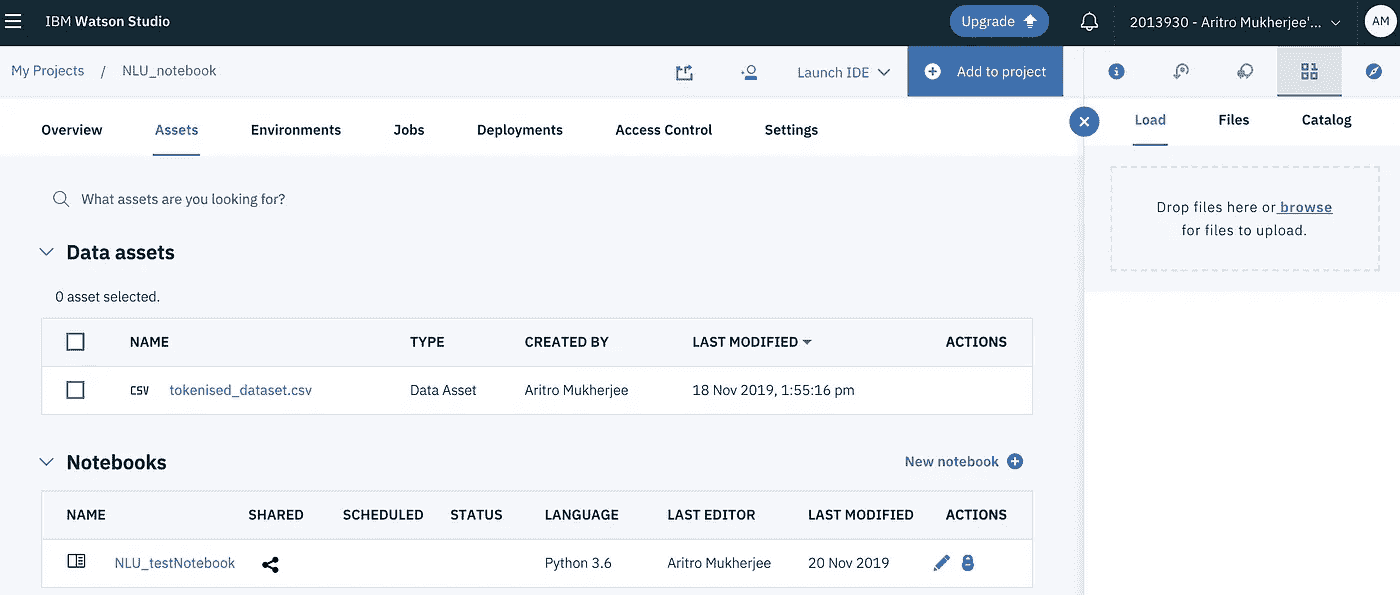 IBM Watson Studio
Upgrade
2013930 - Aritro Mukherjee'...
AM
My Projects / NLU_notebook
Launch IDE
Add to project
Overview Assets Environments Jobs Deployments Access Control Settings
Load Files Catalog
What assets are you looking for?
Drop files here or browse
for files to upload.
Data assets
0 asset selected.
NAME TYPE CREATED BY LAST MODIFIED ACTIONS
CSV tokenised_dataset.csv Data Asset Aritro Mukherjee 18 Nov 2019, 1:55:16 pm
Notebooks
New notebook
NAME SHARED SCHEDULED STATUS LANGUAGE LAST EDITOR LAST MODIFIED ACTIONS
NLU_testNotebook Python 3.6 Aritro Mukherjee 20 Nov 2019